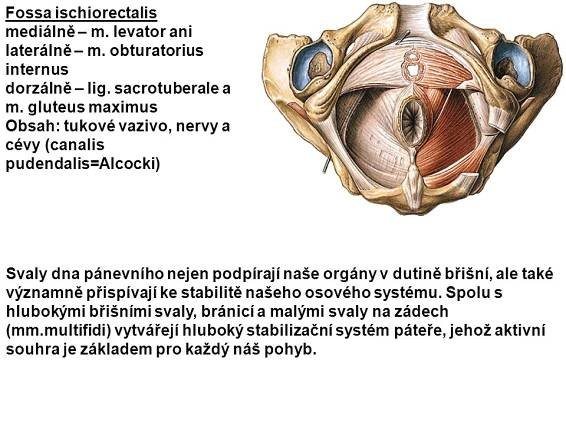 Fossa ischiorectalis
mediálně – m. levator ani
laterálně – m. obturatorius
internus
dorzálně – lig. sacrotuberale a
m. gluteus maximus
Obsah: tukové vazivo, nervy a
cévy (canalis
pudendalis=Alcocki)
Svaly dna pánevního nejen podpírají naše orgány v dutině břišní, ale také
významně přispívají ke stabilitě našeho osového systému. Spolu s
hlubokými břišními svaly, bránicí a malými svaly na zádech
(mm.multifidi) vytvářejí hluboký stabilizační systém páteře, jehož aktivní
souhra je základem pro každý náš pohyb.